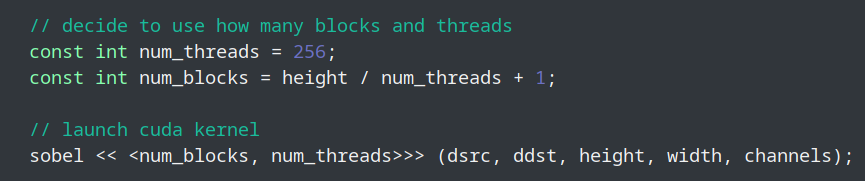 // decide to use how many blocks and threads
const int num_threads = 256;
const int num_blocks = height / num_threads + 1;
// launch cuda kernel
sobel << <num_blocks, num_threads>>> (dsrc, ddst, height, width, channels);